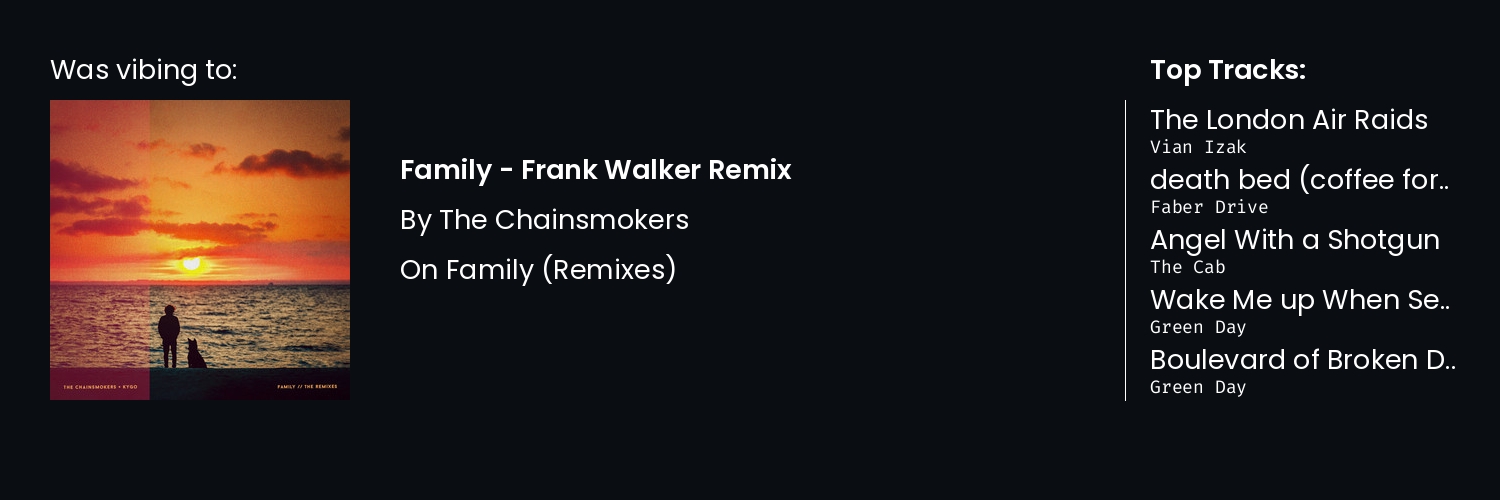 Was vibing to:
THE CHAINSMOKERS • KYGO
FAMILY // THE REMIXES
Family - Frank Walker Remix
By The Chainsmokers
On Family (Remixes)
Top Tracks:
The London Air Raids
Vian Izak
death bed (coffee for..
Faber Drive
Angel With a Shotgun
The Cab
Wake Me up When Se..
Green Day
Boulevard of Broken D..
Green Day